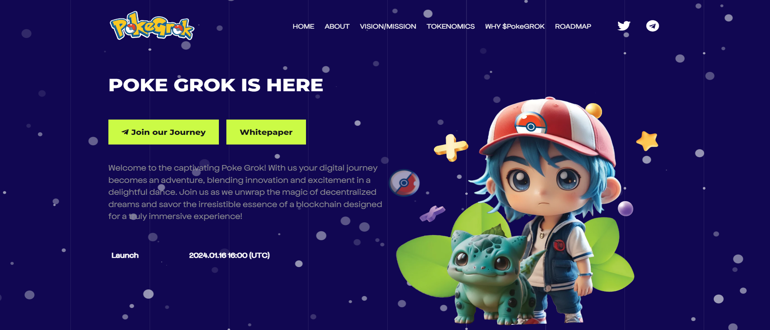 PokeGrok
HOME ABOUT VISION/MISSION TOKENOMICS WHY $PokeGROK ROADMAP
POKE GROK IS HERE
Join our Journey Whitepaper
Welcome to the captivating Poke Grok! With us your digital journey
becomes an adventure, blending innovation and excitement in a
delightful dance. Join us as we unwrap the magic of decentralized
dreams and savor the irresistible essence of a blockchain designed
for a truly immersive experience!
Launch 2024.01.16 16:00 (UTC)